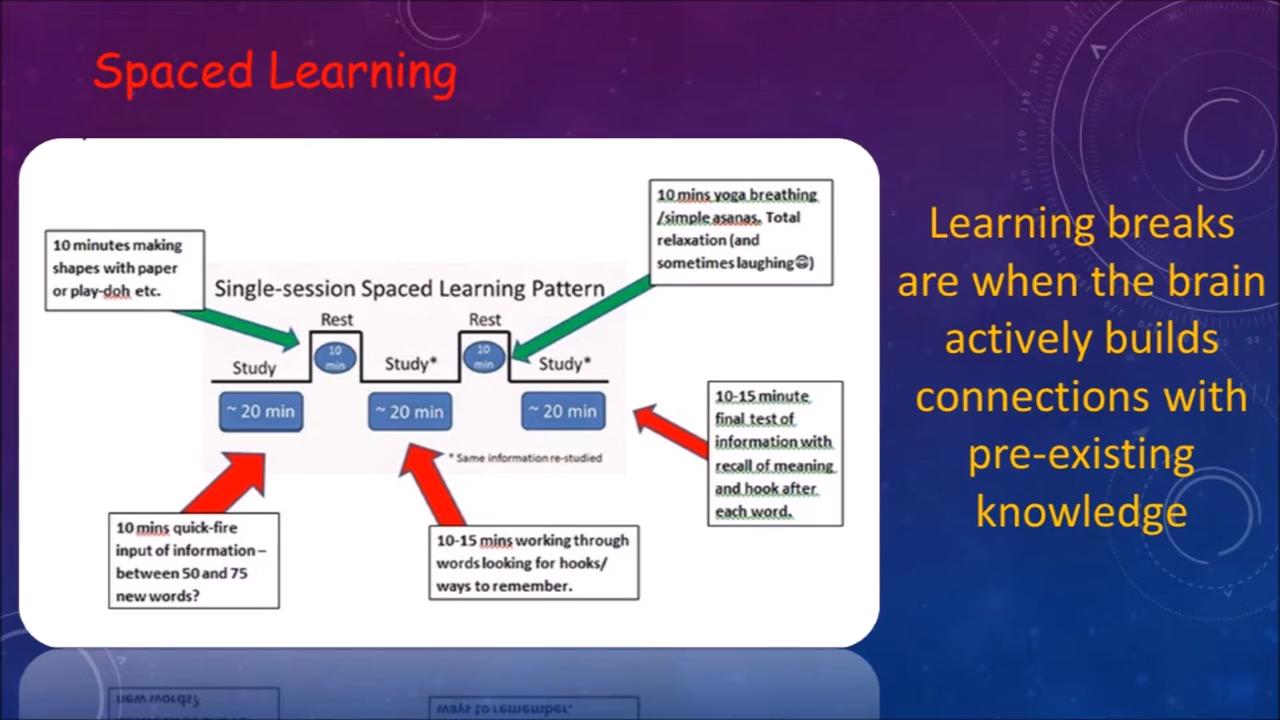 Spaced Learning
10 minutes making
shapes with paper
or play-doh etc.
10 mins yoga breathing
/simple asanas. Total
relaxation (and
sometimes laughing😄)
Single-session Spaced Learning Pattern
Rest
Rest
10
min
10
min
Study
Study*
Study*
~ 20 min
~ 20 min
~ 20 min
* Same information re-studied
10-15 minute
final test of
information with
recall of meaning
and hook after
each word.
10 mins quick-fire
input of information –
between 50 and 75
new words?
10-15 mins working through
words looking for hooks/
ways to remember.
Learning breaks
are when the brain
actively builds
connections with
pre-existing
knowledge